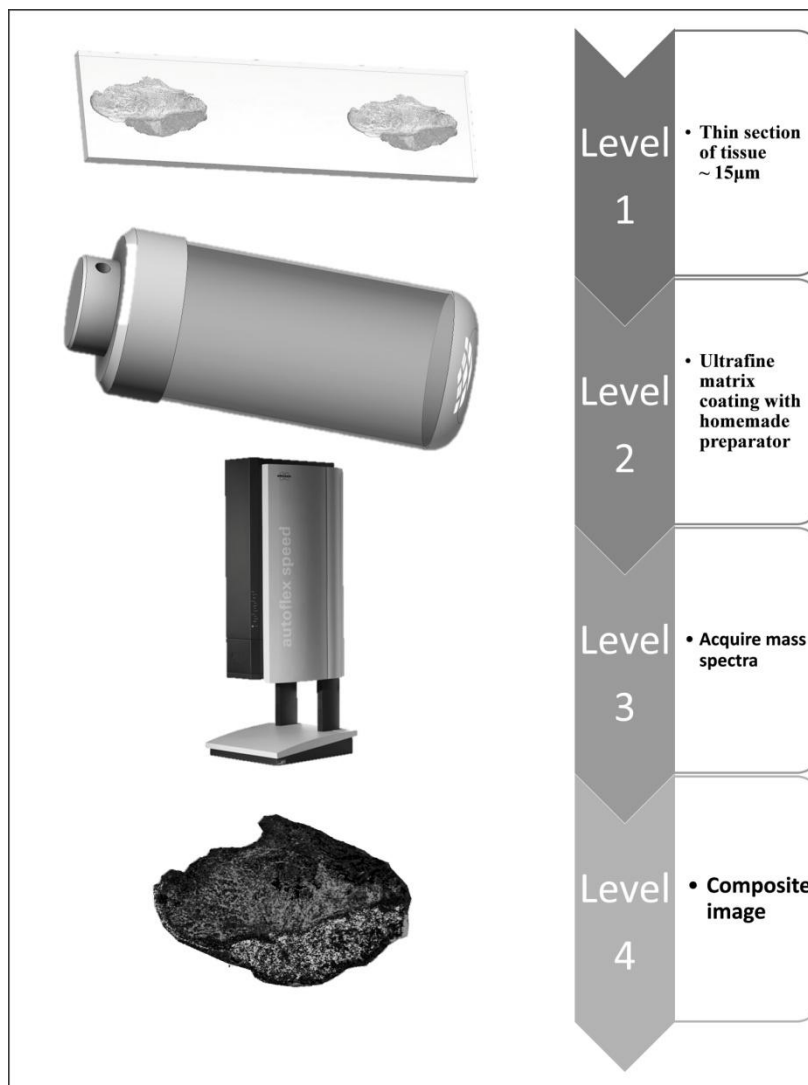 Level
1
• Thin section
of tissue
~ 15µm
Level
2
• Ultrafine
matrix
coating with
homemade
preparator
autoflex speed
Level
3
• Acquire mass
spectra
Level
4
• Composite
image